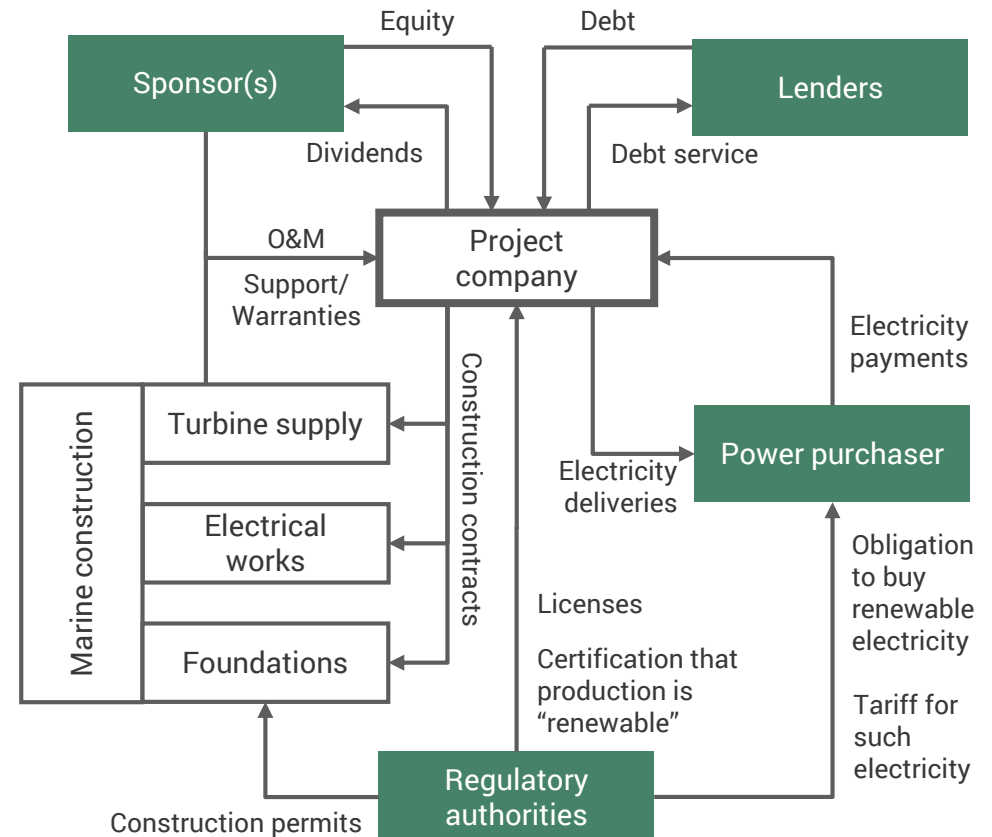 Equity
Debt
Sponsor(s)
Lenders
Dividends
Debt service
O&M
Support/
Warranties
Project
company
Electricity
payments
Marine construction
Turbine supply
Electrical
works
Foundations
Construction contracts
Electricity
deliveries
Power purchaser
Licenses
Certification that
production is
“renewable”
Obligation
to buy
renewable
electricity
Tariff for
such
electricity
Regulatory
authorities
Construction permits